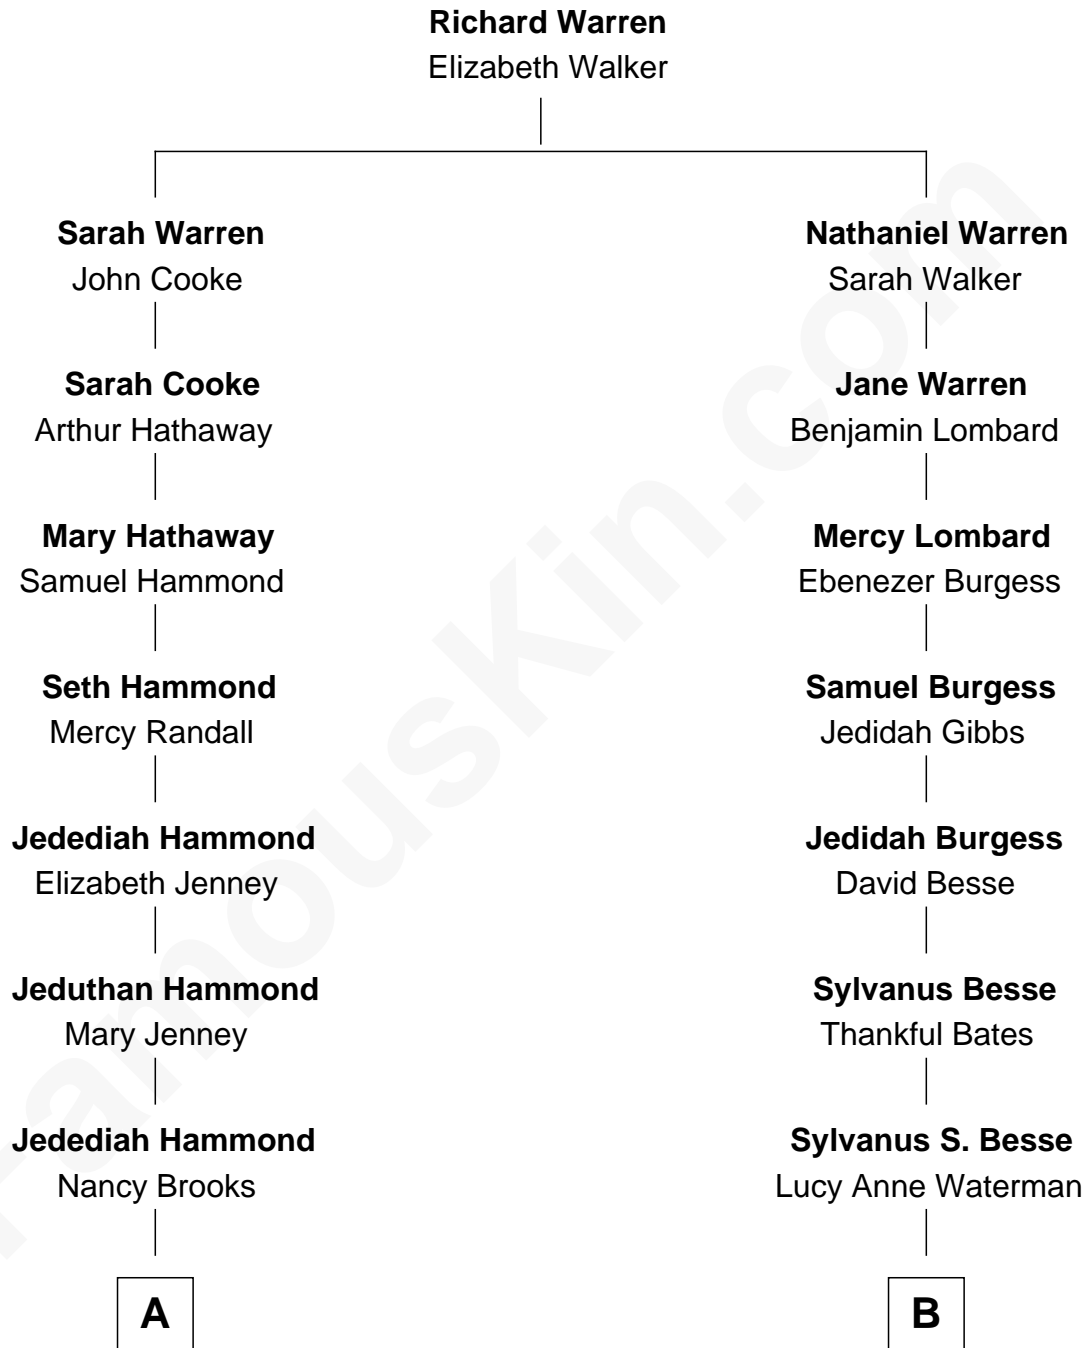 Richard Warren
Elizabeth Walker
Sarah Warren
John Cooke
Nathaniel Warren
Sarah Walker
Sarah Cooke
Arthur Hathaway
Jane Warren
Benjamin Lombard
Mary Hathaway
Samuel Hammond
Mercy Lombard
Ebenezer Burgess
Seth Hammond
Mercy Randall
Samuel Burgess
Jedidah Gibbs
Jedediah Hammond
Elizabeth Jenney
Jedidah Burgess
David Besse
Jeduthan Hammond
Mary Jenney
Sylvanus Besse
Thankful Bates
Jedediah Hammond
Nancy Brooks
Sylvanus S. Besse
Lucy Anne Waterman
A
B
FamousKin.com